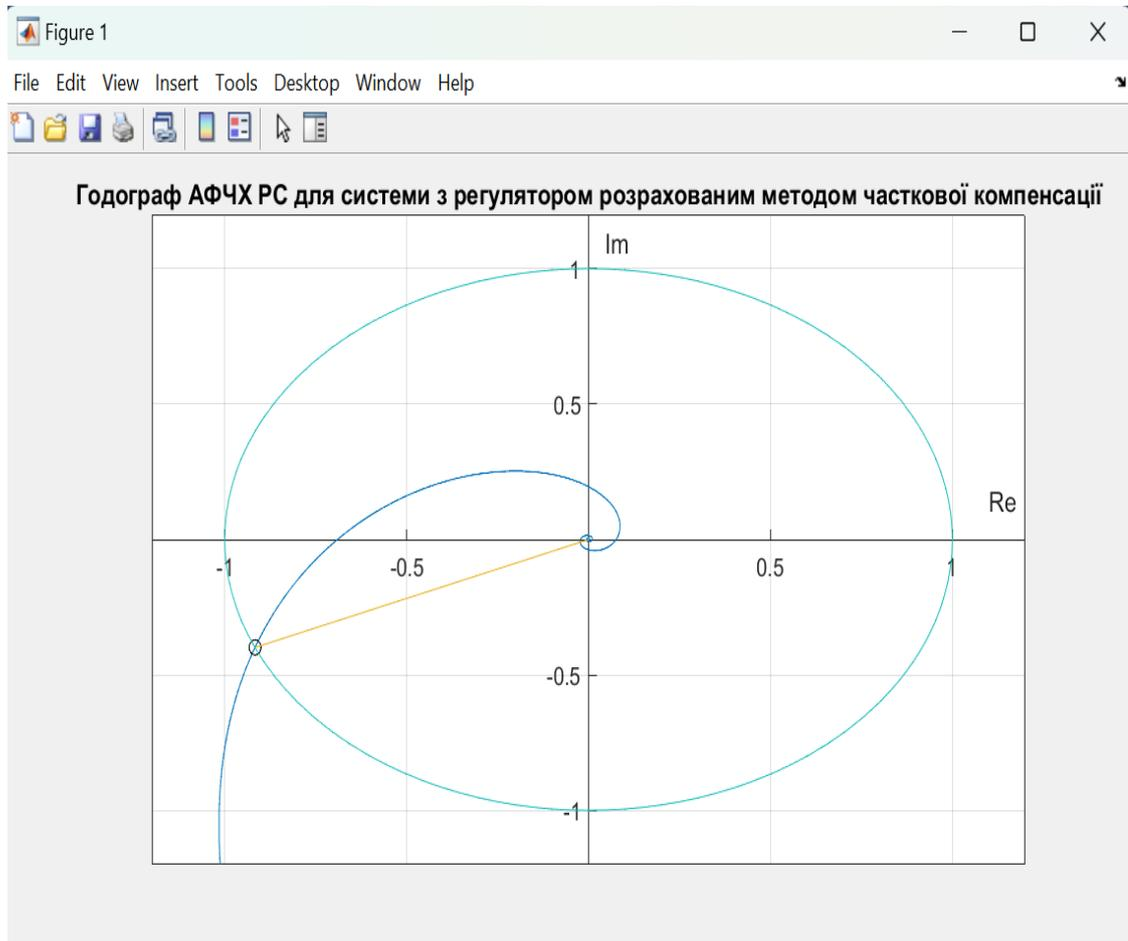 Figure 1
File Edit View Insert Tools Desktop Window Help
Годограф АФЧХ РС для системи з регулятором розрахованим методом часткової компенсації
Im
1
0.5
Re
-1
-0.5
0.5
1
-0.5
-1